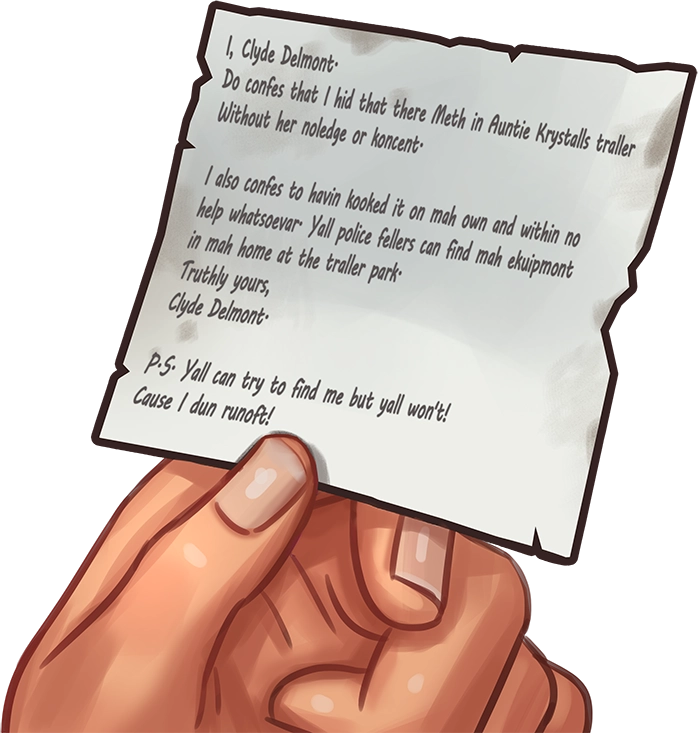 I, Clyde Delmont.
Do confes that I hid that there Meth in Auntie Krystalls traller
Without her noledge or koncent.
I also confes to havin kooked it on mah own and within no
help whatsoevar. Yall police fellers can find mah ekuipmont
in mah home at the traller park.
Truthly yours,
Clyde Delmont.
P.S. Yall can try to find me but yall won't!
Cause I dun runoft!